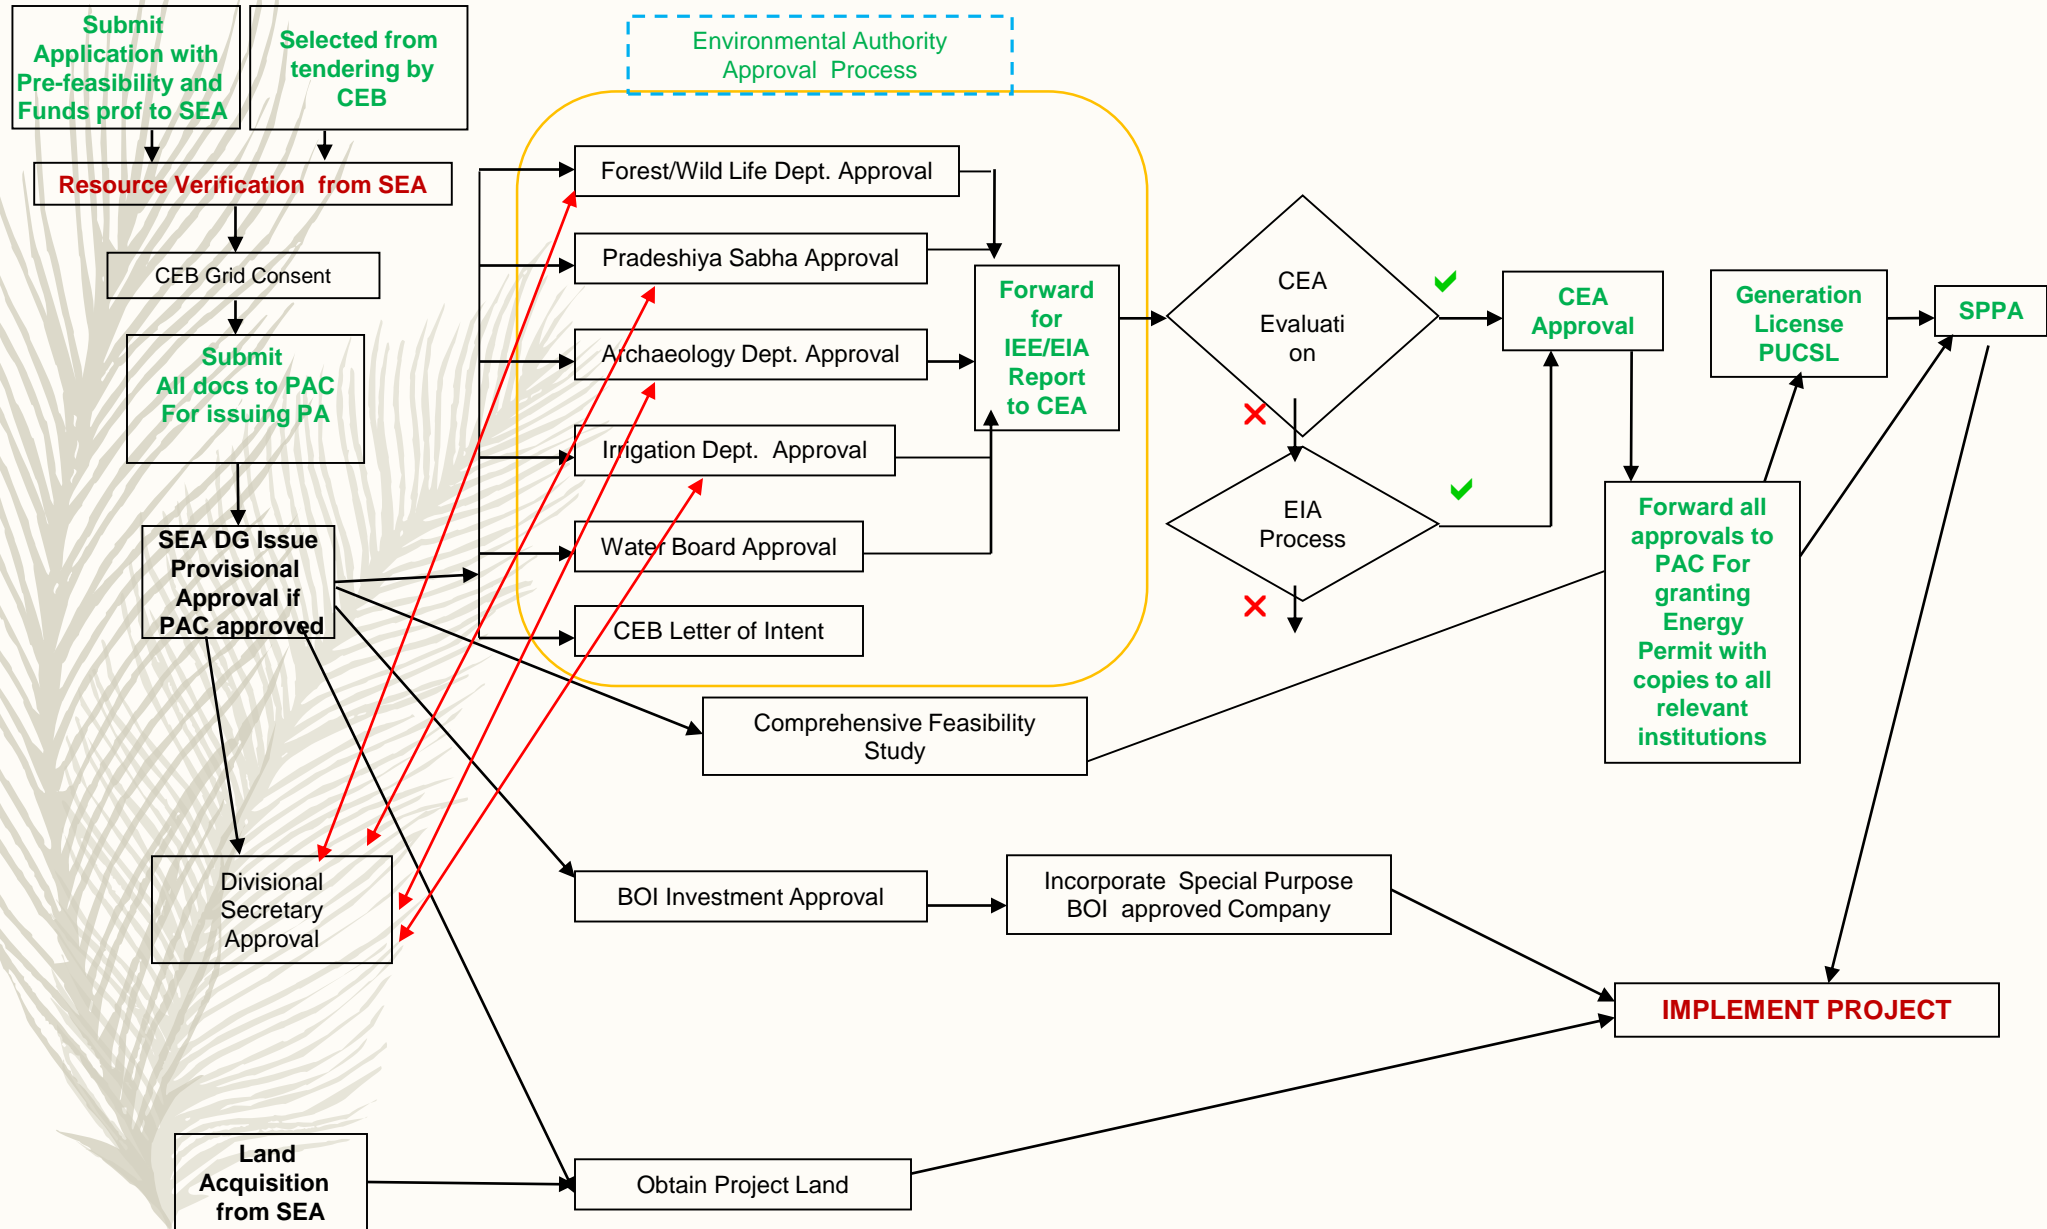 Submit
Application with
Pre-feasibility and
Funds prof to SEA
Selected from
tendering by
CEB
Environmental Authority
Approval Process
Resource Verification from SEA
CEB Grid Consent
Submit
All docs to PAC
For issuing PA
SEA DG Issue
Provisional
Approval if
PAC approved
Forest/Wild Life Dept. Approval
Pradeshiya Sabha Approval
Archaeology Dept. Approval
Irrigation Dept. Approval
Water Board Approval
CEB Letter of Intent
Forward
for
IEE/EIA
Report
to CEA
CEA
Evaluati
on
EIA
Process
CEA
Approval
Generation
License
PUCSL
SPPA
Forward all
approvals to
PAC For
granting
Energy
Permit with
copies to all
relevant
institutions
Comprehensive Feasibility
Study
Divisional
Secretary
Approval
BOI Investment Approval
Incorporate Special Purpose
BOI approved Company
IMPLEMENT PROJECT
Land
Acquisition
from SEA
Obtain Project Land